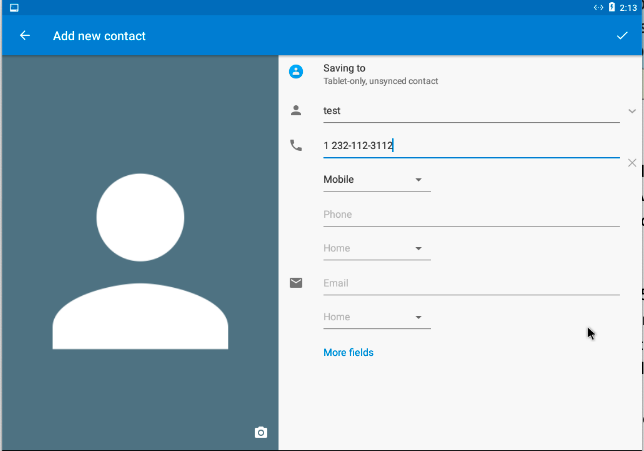 2:13
Add new contact
Saving to
Tablet-only, unsynced contact
test
1 232-112-3112
Mobile
Phone
Home
Email
Home
More fields